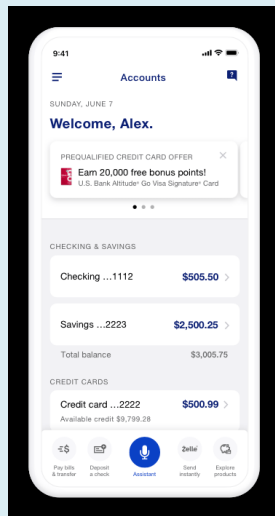 9:41
Accounts
?
SUNDAY, JUNE 7
Welcome, Alex.
PREQUALIFIED CREDIT CARD OFFER
Earn 20,000 free bonus points!
U.S. Bank Altitude® Go Visa Signature® Card
CHECKING & SAVINGS
Checking ...1112 $505.50
Savings ...2223 $2,500.25
Total balance $3,005.75
CREDIT CARDS
Credit card ...2222 $500.99
Available credit $9,799.28
Zelle
Pay bills & transfer
Deposit a check
Assistant
Send instantly
Explore products